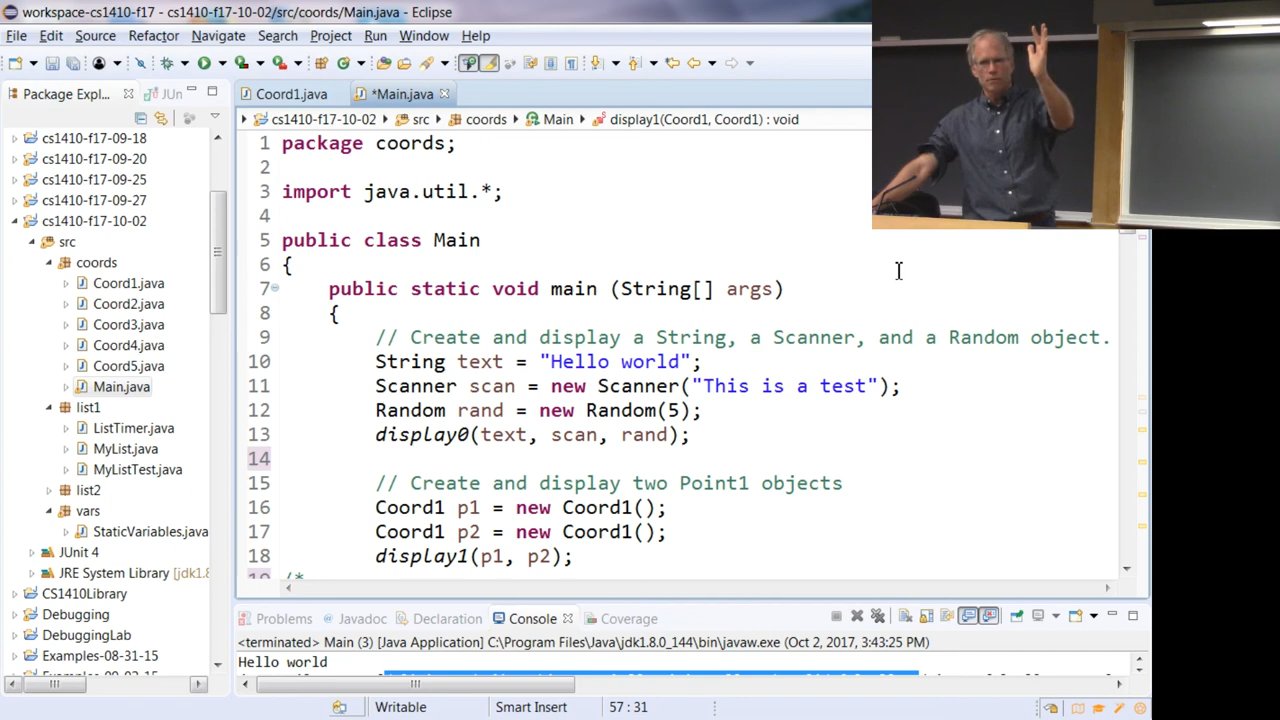 workspace-cs1410-f17 - cs1410-f17-10-02/src/coords/Main.java - Eclipse
File Edit Source Refactor Navigate Search Project Run Window Help
Package Expl...
JUn
cs1410-f17-09-18
cs1410-f17-09-20
cs1410-f17-09-25
cs1410-f17-09-27
cs1410-f17-10-02
src
coords
Coord1.java
Coord2.java
Coord3.java
Coord4.java
Coord5.java
Main.java
list1
ListTimer.java
MyList.java
MyListTest.java
list2
vars
StaticVariables.java
JUnit 4
JRE System Library [jdk1.8
CS1410Library
Debugging
DebuggingLab
Examples-08-31-15
Coord1.java *Main.java
cs1410-f17-10-02 src coords Main display1(Coord1, Coord1) : void
1 package coords;
2
3 import java.util.*;
4
5 public class Main
6 {
7 public static void main (String[] args)
8 {
9 // Create and display a String, a Scanner, and a Random object.
10 String text = "Hello world";
11 Scanner scan = new Scanner("This is a test");
12 Random rand = new Random(5);
13 display0(text, scan, rand);
14
15 // Create and display two Point1 objects
16 Coord1 p1 = new Coord1();
17 Coord1 p2 = new Coord1();
18 display1(p1, p2);
19 /*
Problems Javadoc Declaration Console Coverage
<terminated> Main (3) [Java Application] C:\Program Files\Java\jdk1.8.0_144\bin\javaw.exe (Oct 2, 2017, 3:43:25 PM)
Hello world
Writable Smart Insert 57 : 31